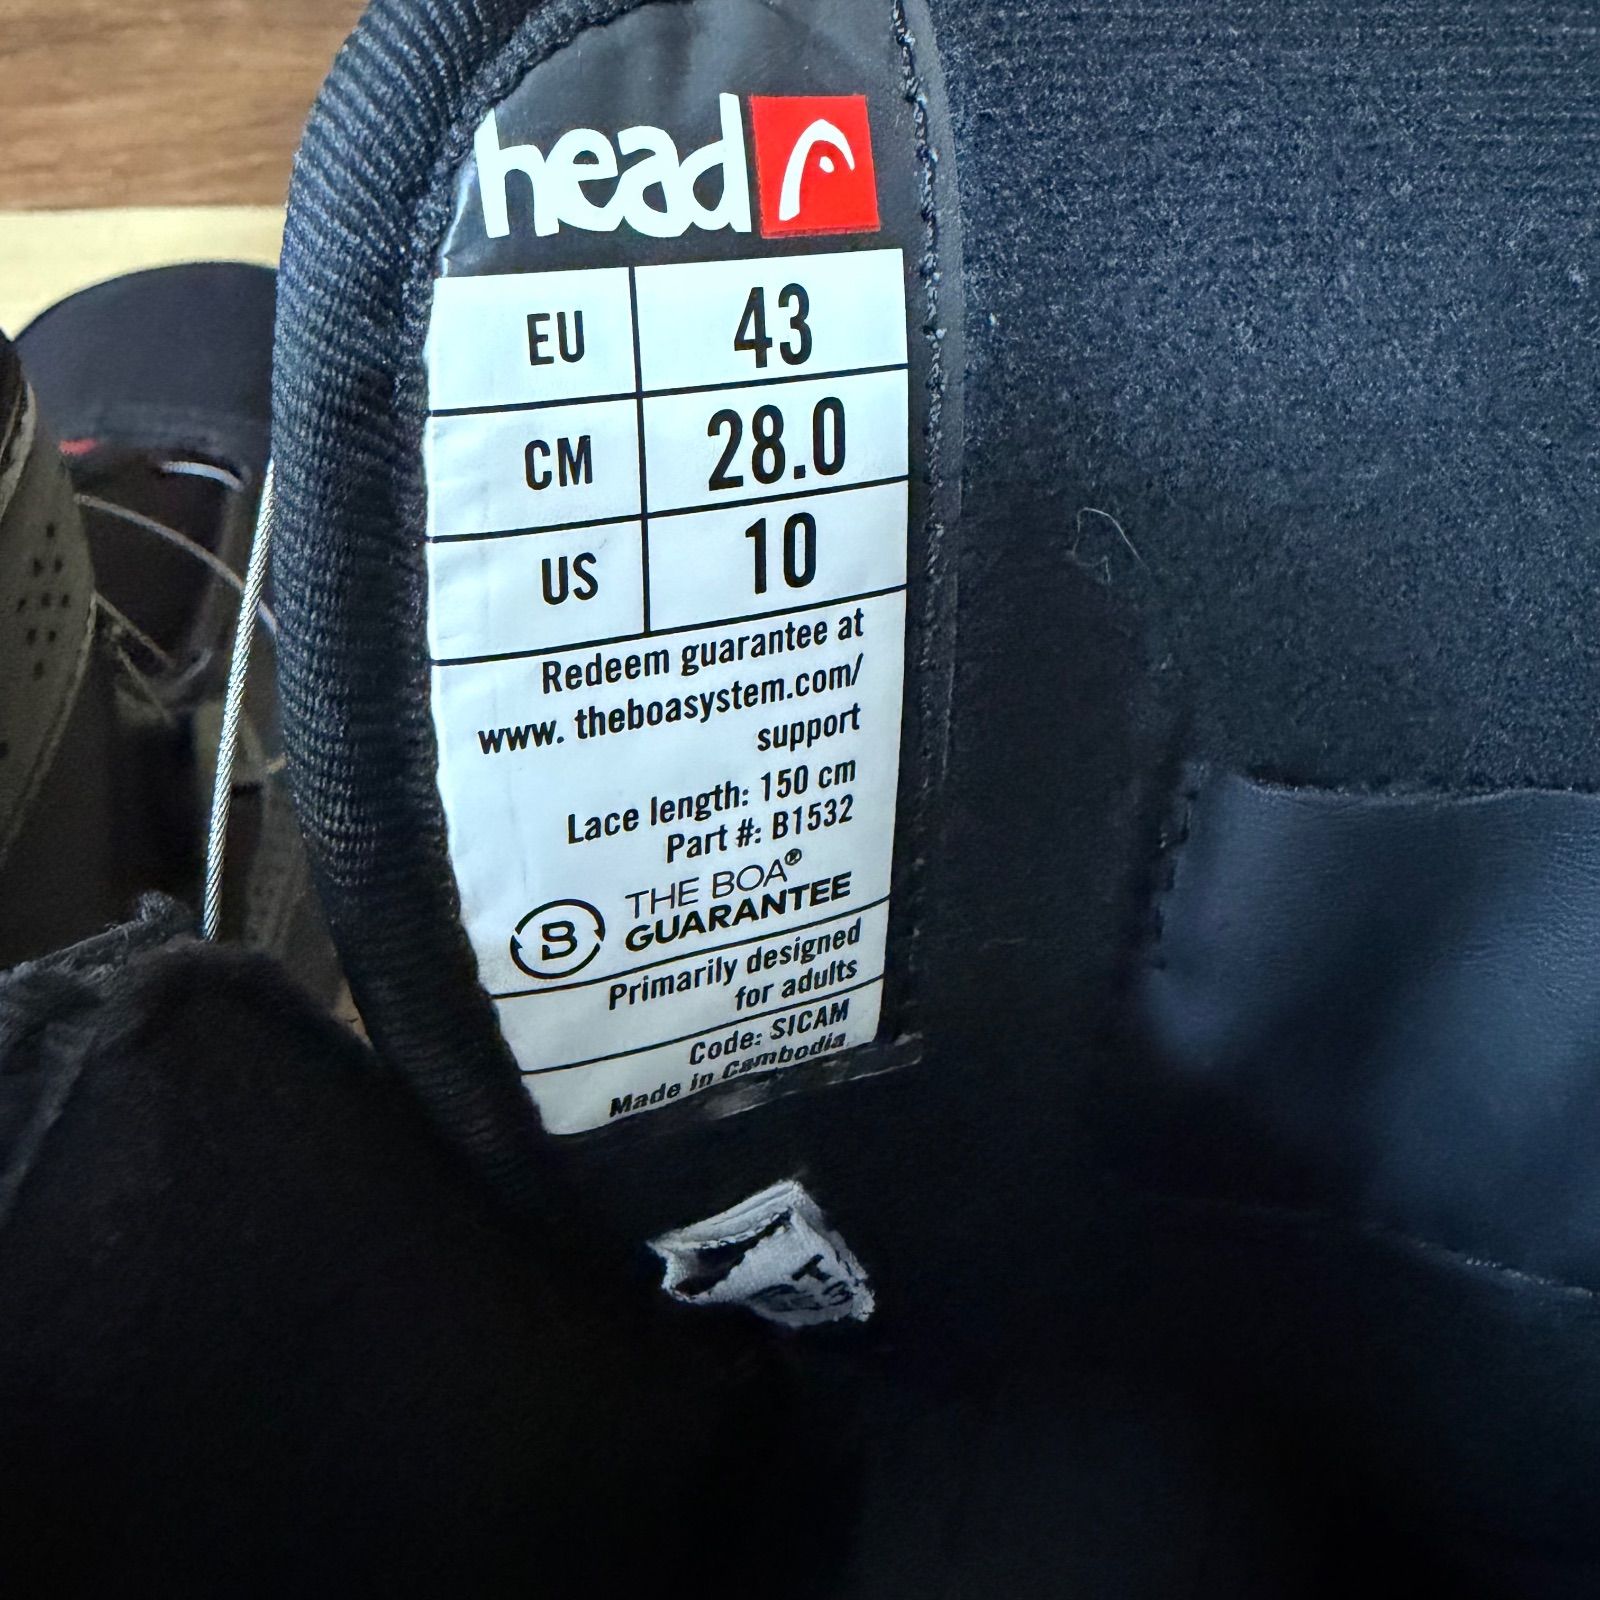 head
EU 43
CM 28.0
US 10
Redeem guarantee at
www. theboasystem.com/
support
Lace length: 150 cm
Part #: B1532
B THE BOA®
GUARANTEE
Primarily designed
for adults
Code: SICAM
Made in Cambodia